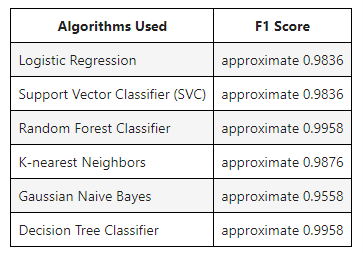 Algorithms Used F1 Score
Logistic Regression approximate 0.9836
Support Vector Classifier (SVC) approximate 0.9836
Random Forest Classifier approximate 0.9958
K-nearest Neighbors approximate 0.9876
Gaussian Naive Bayes approximate 0.9558
Decision Tree Classifier approximate 0.9958